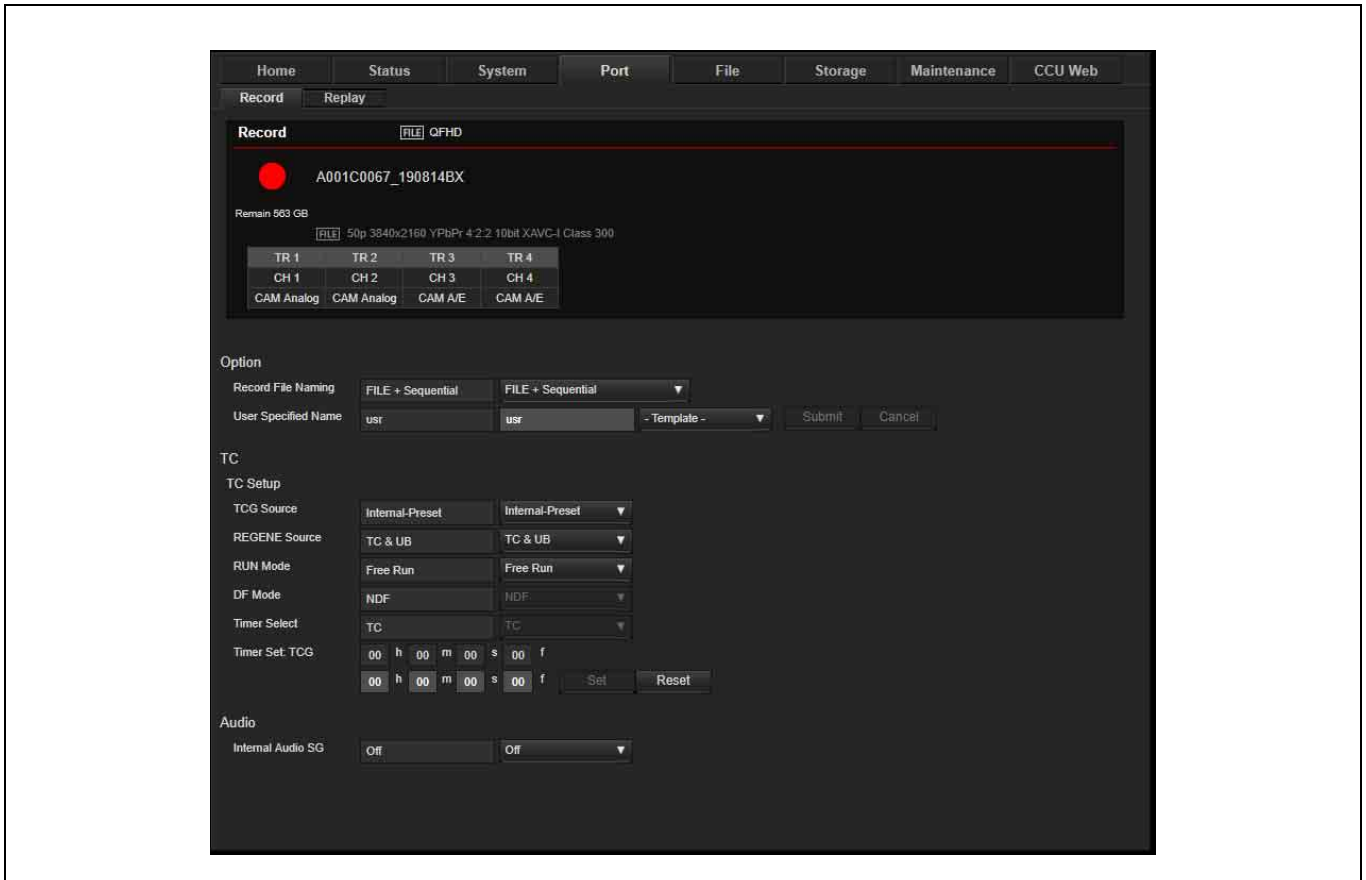 Home Status System Port File Storage Maintenance CCU Web
Record Replay
Record FILE QFHD
A001C0067_190814BX
Remain 563 GB
FILE 50p 3840x2160 YPbPr 4:2:2 10bit XAVC-I Class 300
TR 1 TR 2 TR 3 TR 4
CH 1 CH 2 CH 3 CH 4
CAM Analog CAM Analog CAM A/E CAM A/E
Option
Record File Naming FILE + Sequential FILE + Sequential
User Specified Name usr usr - Template - Submit Cancel
TC
TC Setup
TCG Source Internal-Preset Internal-Preset
REGENE Source TC & UB TC & UB
RUN Mode Free Run Free Run
DF Mode NDF NDF
Timer Select TC TC
Timer Set: TCG 00 h 00 m 00 s 00 f
00 h 00 m 00 s 00 f Set Reset
Audio
Internal Audio SG Off Off